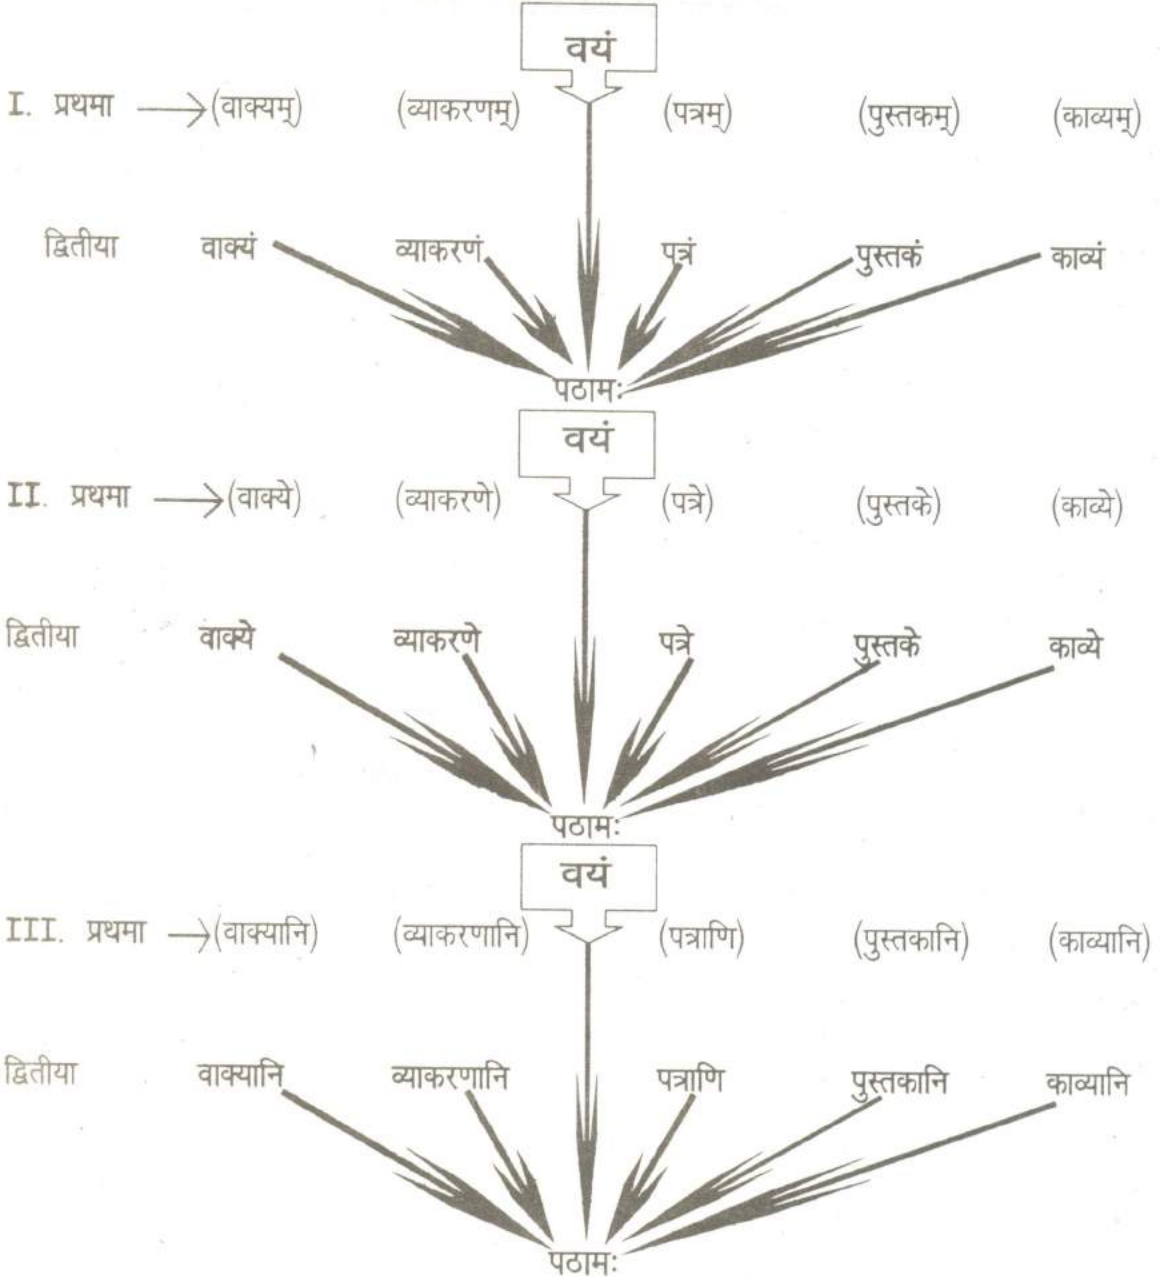 वयं
I. प्रथमा → (वाक्यम्) (व्याकरणम्) (पत्रम्) (पुस्तकम्) (काव्यम्)
द्वितीया वाक्यं व्याकरणं पत्रं पुस्तकं काव्यं
पठामः
वयं
II. प्रथमा → (वाक्ये) (व्याकरणे) (पत्रे) (पुस्तके) (काव्ये)
द्वितीया वाक्ये व्याकरणे पत्रे पुस्तके काव्ये
पठामः
वयं
III. प्रथमा → (वाक्यानि) (व्याकरणानि) (पत्राणि) (पुस्तकानि) (काव्यानि)
द्वितीया वाक्यानि व्याकरणानि पत्राणि पुस्तकानि काव्यानि
पठामः